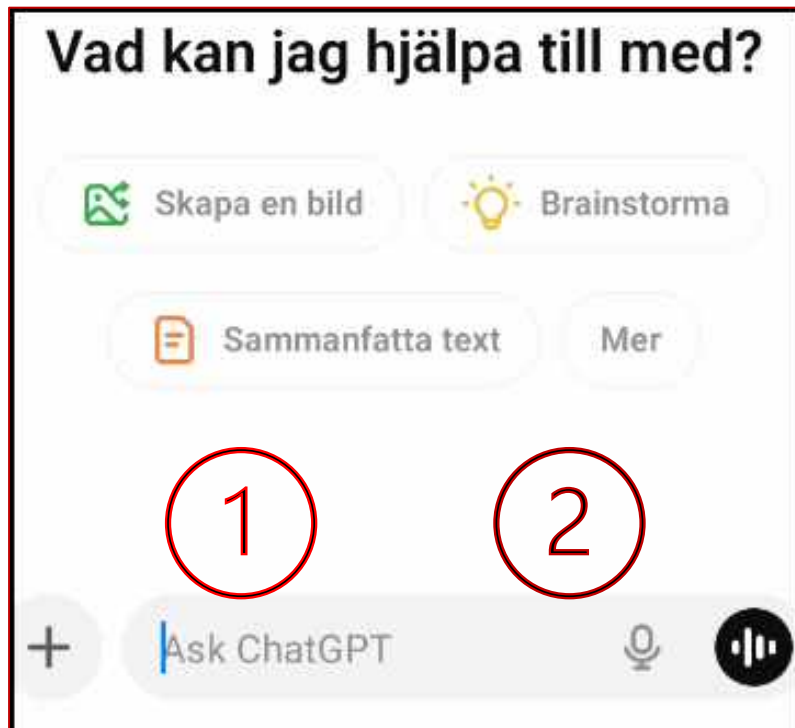 Vad kan jag hjälpa till med?
Skapa en bild
Brainstorma
Sammanfatta text
Mer
1
2
Ask ChatGPT